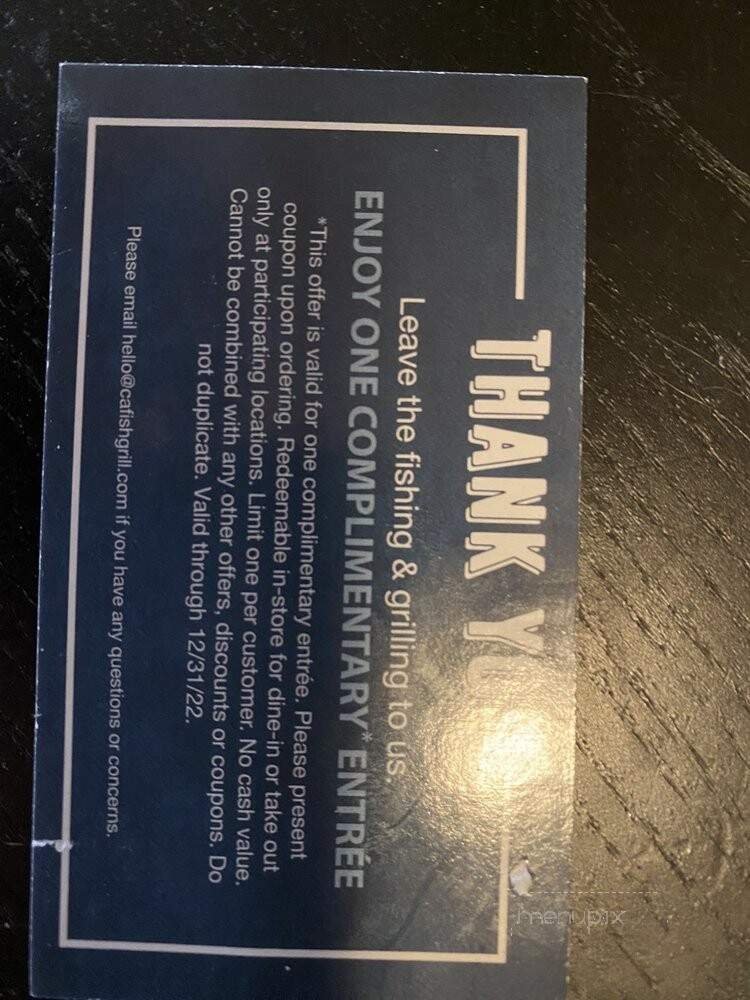 THANK Y
Leave the fishing & grilling to us.
ENJOY ONE COMPLIMENTARY* ENTRÉE
*This offer is valid for one complimentary entrée. Please present
coupon upon ordering. Redeemable in-store for dine-in or take out
only at participating locations. Limit one per customer. No cash value.
Cannot be combined with any other offers, discounts or coupons. Do
not duplicate. Valid through 12/31/22.
Please email hello@cafishgrill.com if you have any questions or concerns.
menupix